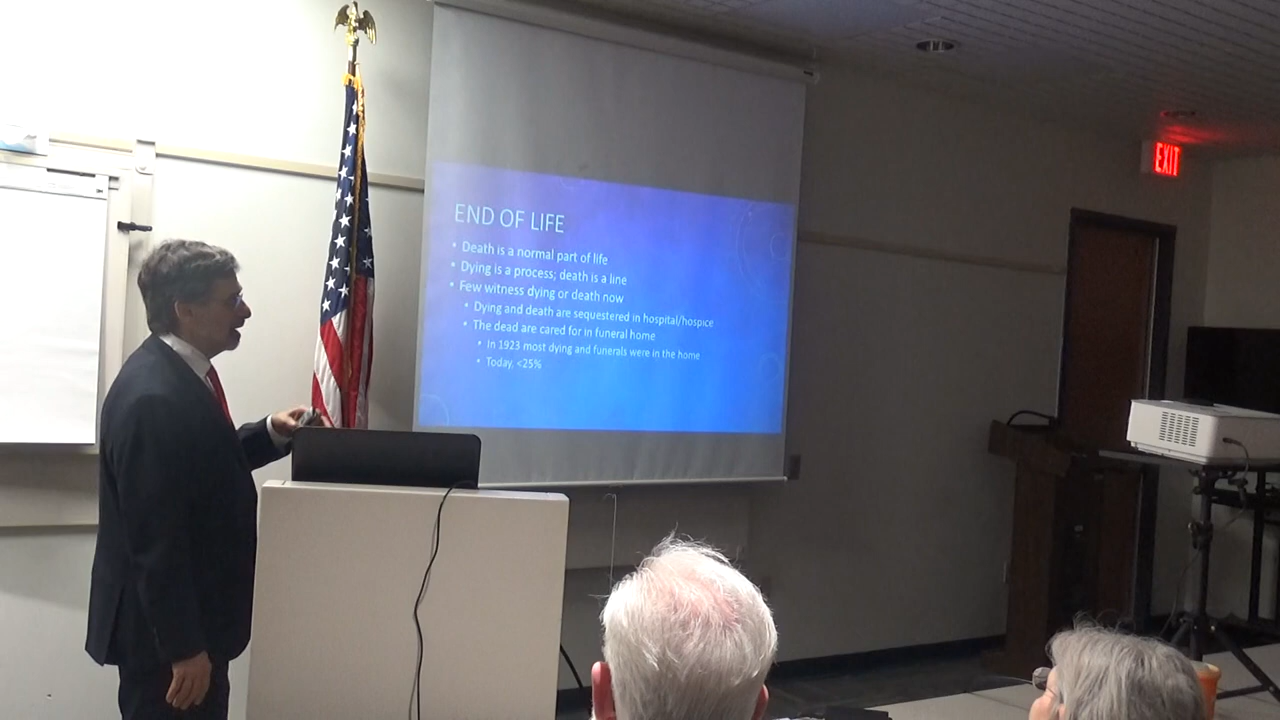 END OF LIFE
• Death is a normal part of life
• Dying is a process; death is a line
• Few witness dying or death now
• Dying and death are sequestered in hospital/hospice
• The dead are cared for in funeral home
• In 1923 most dying and funerals were in the home
• Today, <25%
EXIT